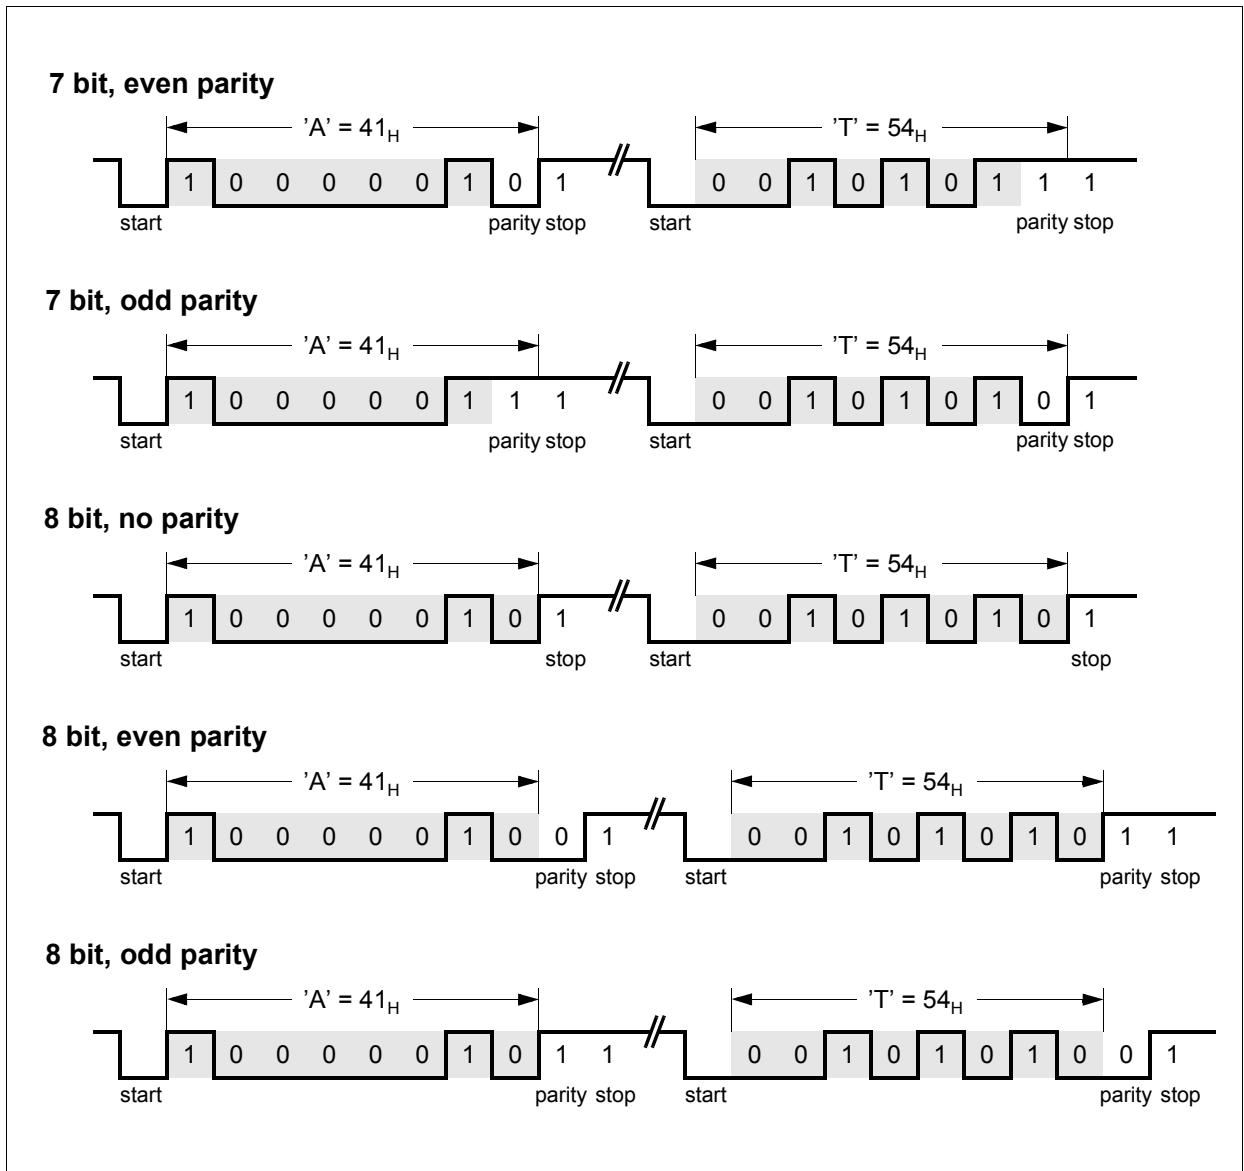 7 bit, even parity
’A’ = 41H ’T’ = 54H
1 0 0 0 0 0 1 0 1 0 0 1 0 1 0 1 1 1
start parity stop start parity stop
7 bit, odd parity
’A’ = 41H ’T’ = 54H
1 0 0 0 0 0 1 1 1 0 0 1 0 1 0 1 0 1
start parity stop start parity stop
8 bit, no parity
’A’ = 41H ’T’ = 54H
1 0 0 0 0 0 1 0 1 0 0 1 0 1 0 1 0 1
start stop start stop
8 bit, even parity
’A’ = 41H ’T’ = 54H
1 0 0 0 0 0 1 0 0 1 0 0 1 0 1 0 1 0 1 1
start parity stop start parity stop
8 bit, odd parity
’A’ = 41H ’T’ = 54H
1 0 0 0 0 0 1 0 1 1 0 0 1 0 1 0 1 0 0 1
start parity stop start parity stop